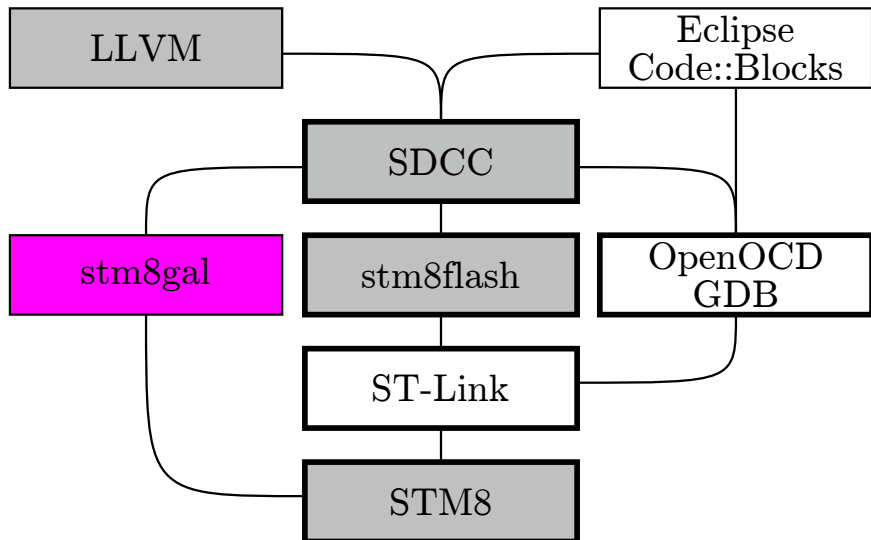 LLVM
Eclipse
Code::Blocks
SDCC
stm8gal
stm8flash
OpenOCD
GDB
ST-Link
STM8